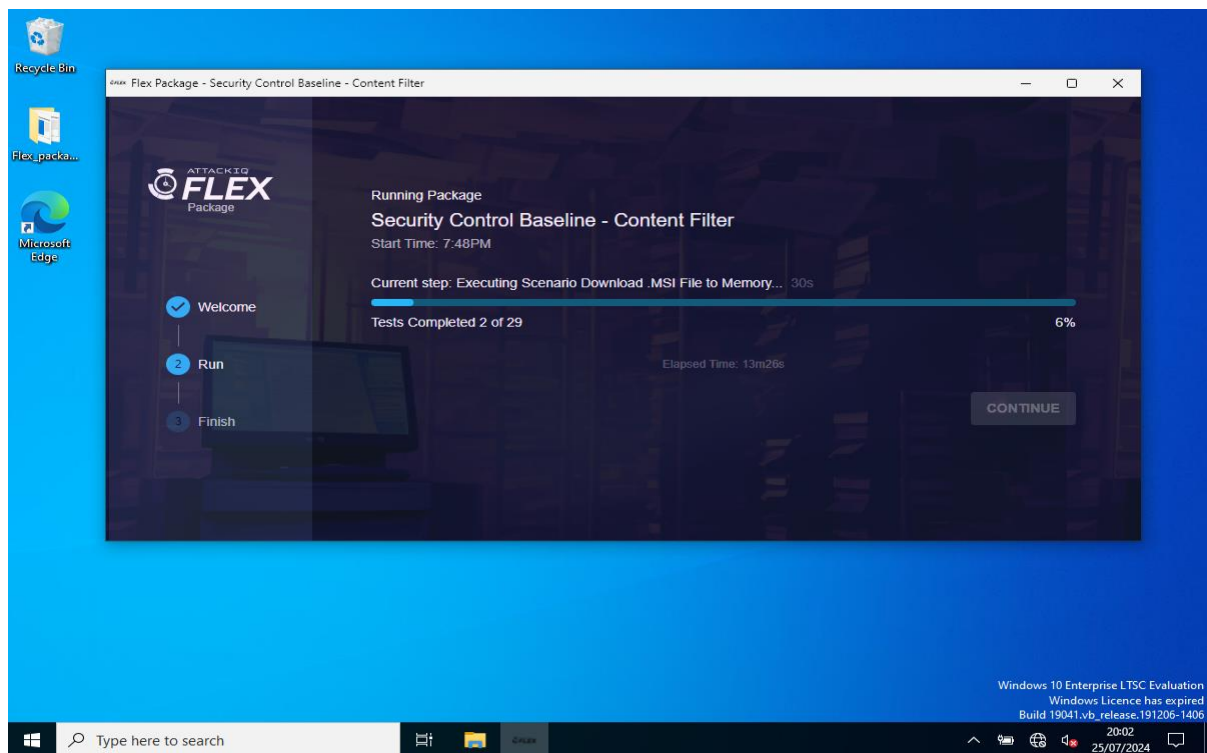 Recycle Bin
Flex_packa...
Microsoft
Edge
Flex Package - Security Control Baseline - Content Filter
ATTACKIQ
FLEX
Package
Welcome
2 Run
3 Finish
Running Package
Security Control Baseline - Content Filter
Start Time: 7:48PM
Current step: Executing Scenario Download .MSI File to Memory... 30s
Tests Completed 2 of 29 6%
Elapsed Time: 13m26s
CONTINUE
Windows 10 Enterprise LTSC Evaluation
Windows Licence has expired
Build 19041.vb_release.191206-1406
Type here to search
20:02
25/07/2024